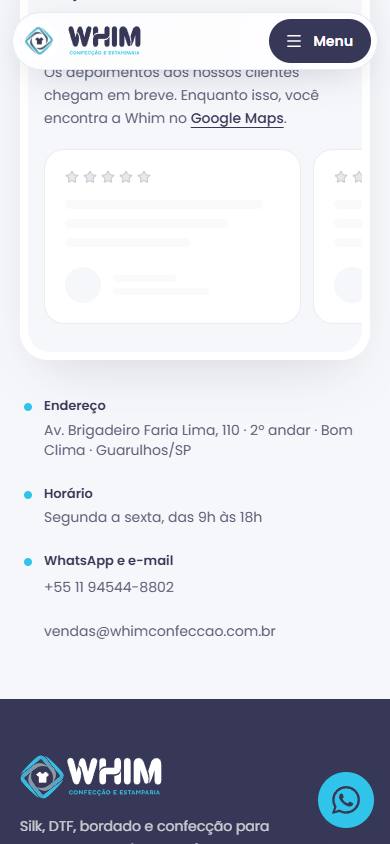 WHIM
CONFECÇÃO E ESTAMPARIA
Menu
Os depoimentos dos nossos clientes
chegam em breve. Enquanto isso, você
encontra a Whim no Google Maps.
Endereço
Av. Brigadeiro Faria Lima, 110 · 2º andar · Bom
Clima · Guarulhos/SP
Horário
Segunda a sexta, das 9h às 18h
WhatsApp e e-mail
+55 11 94544-8802
vendas@whimconfeccao.com.br
WHIM
CONFECÇÃO E ESTAMPARIA
Silk, DTF, bordado e confecção para